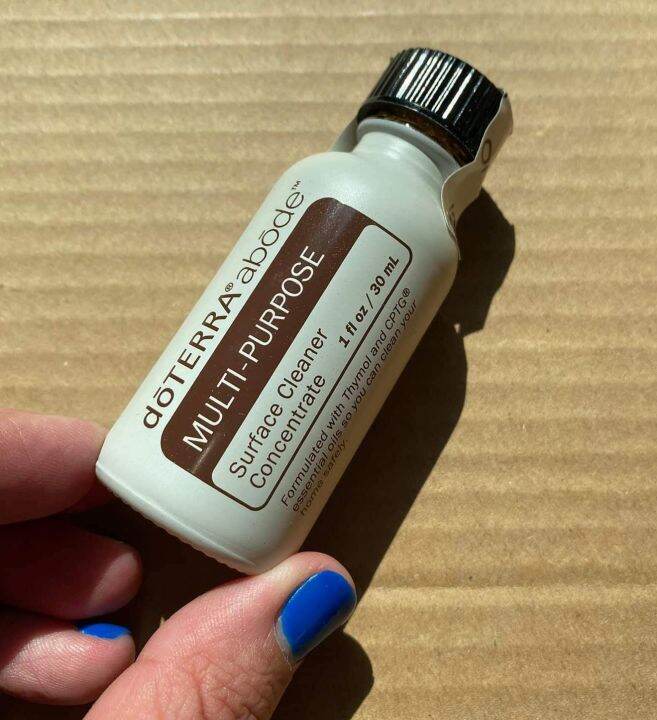 dōTERRA® abōde™
MULTI-PURPOSE
Surface Cleaner
Concentrate 1 fl oz / 30 mL
Formulated with Thymol and CPTG®
essential oils so you can clean your
home safely.